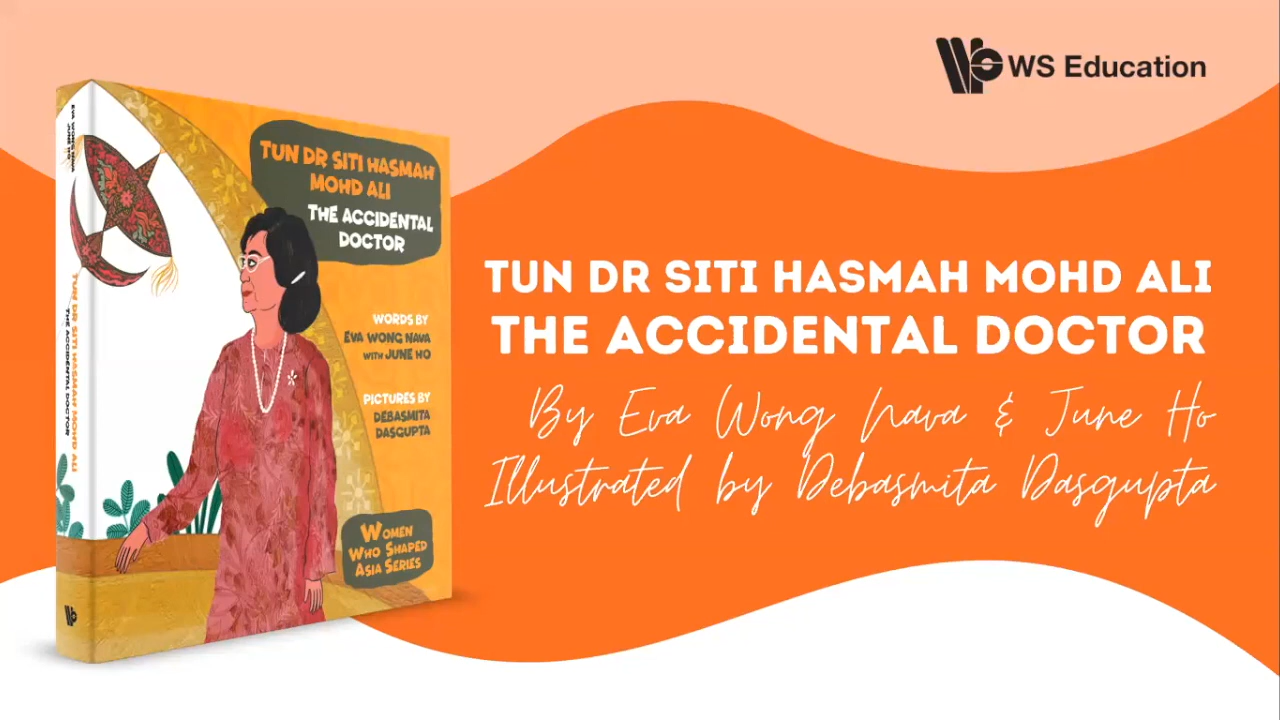 WS Education
EVA WONG NAVA
JUNE HO
TUN DR SITI HASMAH MOHD ALI
THE ACCIDENTAL DOCTOR
TUN DR SITI HASMAH
MOHD ALI
THE ACCIDENTAL
DOCTOR
WORDS BY
EVA WONG NAVA
WITH JUNE HO
PICTURES BY
DEBASMITA
DASGUPTA
WOMEN
WHO SHAPED
ASIA SERIES
TUN DR SITI HASMAH MOHD ALI
THE ACCIDENTAL DOCTOR
By Eva Wong Nava & June Ho
Illustrated by Debasmita Dasgupta